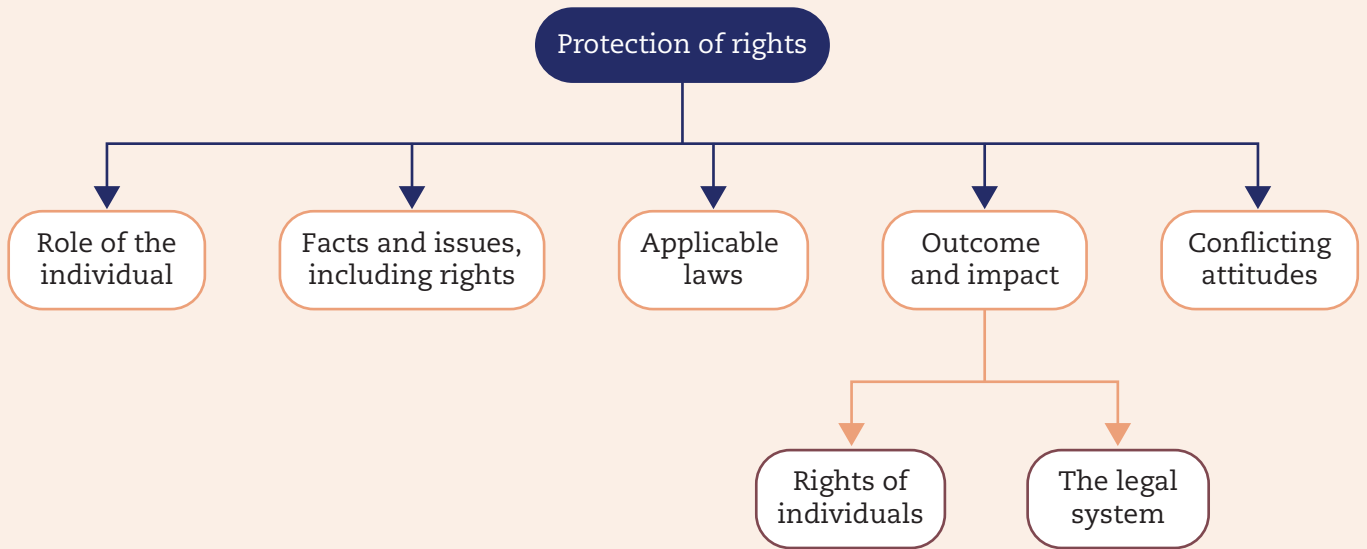 Protection of rights
Role of the
individual
Facts and issues,
including rights
Applicable
laws
Outcome
and impact
Conflicting
attitudes
Rights of
individuals
The legal
system